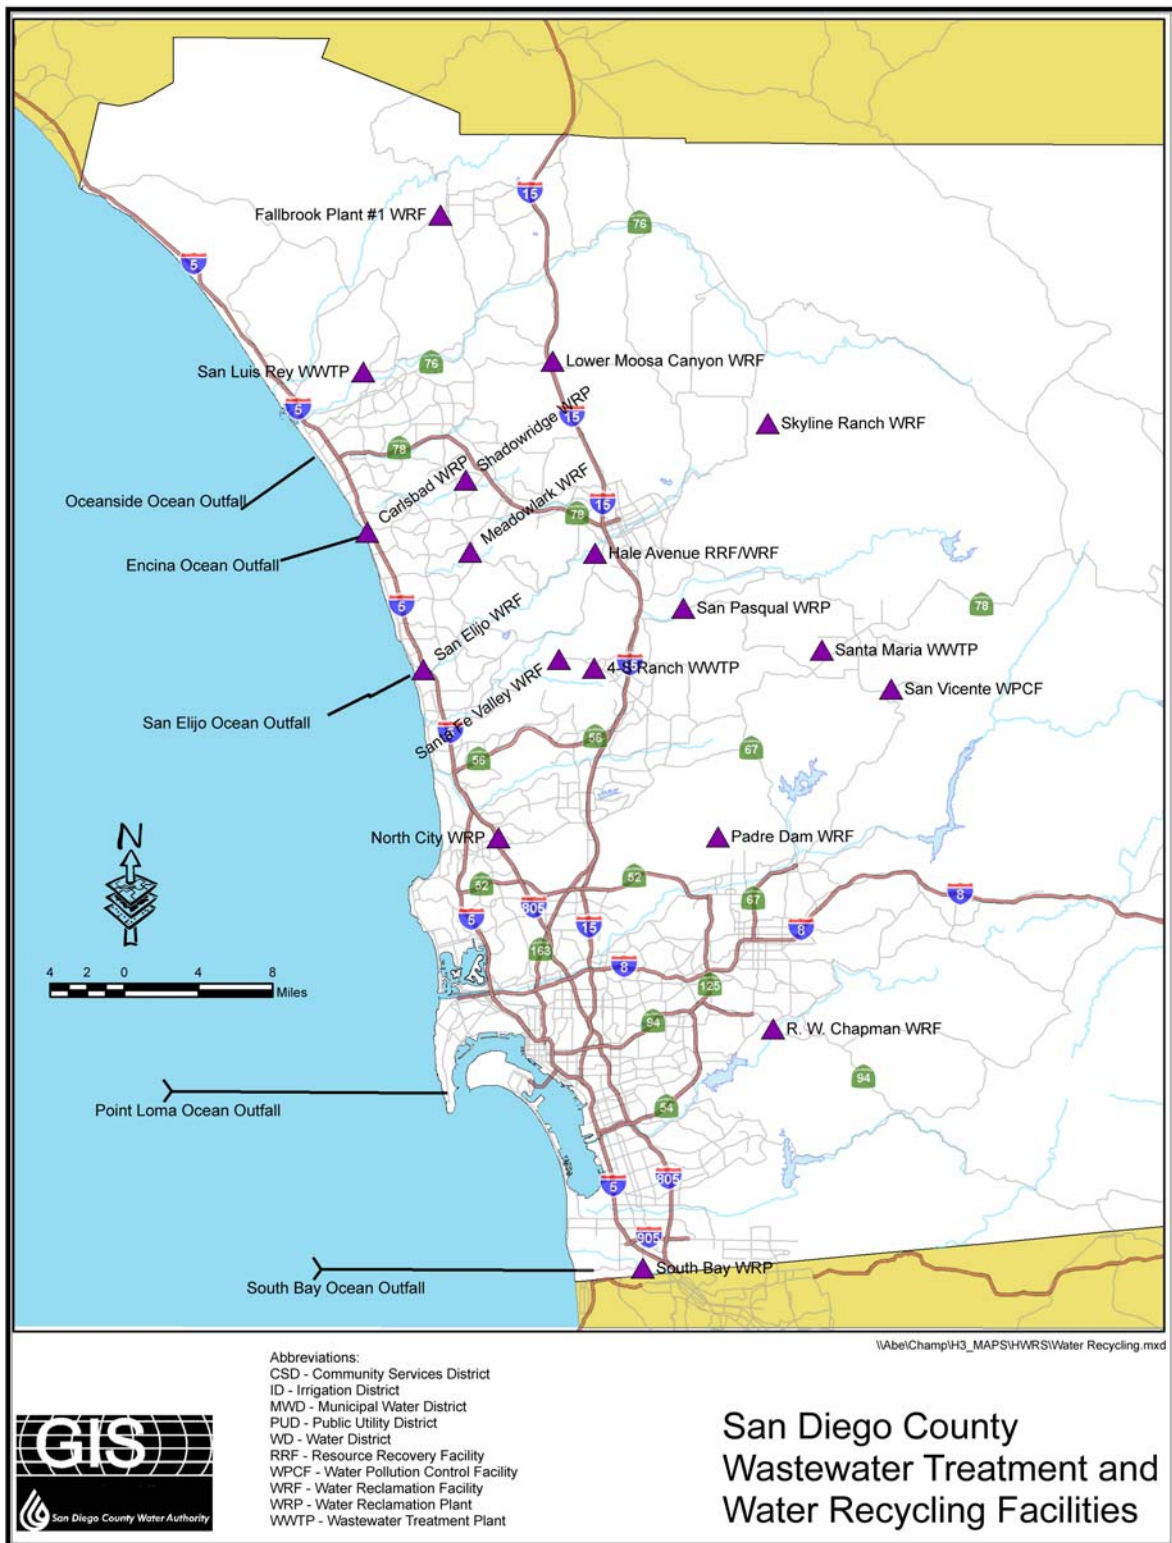 15
76
Fallbrook Plant #1 WRF
5
Lower Moosa Canyon WRF
76
San Luis Rey WWTP
5
15
Shadowridge WRP
Skyline Ranch WRF
78
Carlsbad WRP
Meadowlark WRF
Oceanside Ocean Outfall
15
78
Encina Ocean Outfall
Hale Avenue RRF/WRF
5
San Elijo WRF
San Pasqual WRP
78
Santa Maria WWTP
4-S Ranch WWTP
San Vicente WPCF
Santa Fe Valley WRF
San Elijo Ocean Outfall
56
56
67
N
North City WRP
Padre Dam WRF
52
52
67
8
5
805
15
8
163
8
4 2 0 4 8
Miles
125
94
R. W. Chapman WRF
94
Point Loma Ocean Outfall
54
5
805
905
South Bay WRP
South Bay Ocean Outfall
\\Abe\Champ\H3_MAPS\HWRS\Water Recycling.mxd
Abbreviations:
CSD - Community Services District
ID - Irrigation District
MWD - Municipal Water District
PUD - Public Utility District
WD - Water District
RRF - Resource Recovery Facility
WPCF - Water Pollution Control Facility
WRF - Water Reclamation Facility
WRP - Water Reclamation Plant
WWTP - Wastewater Treatment Plant
GIS
San Diego County Water Authority
San Diego County
Wastewater Treatment and
Water Recycling Facilities